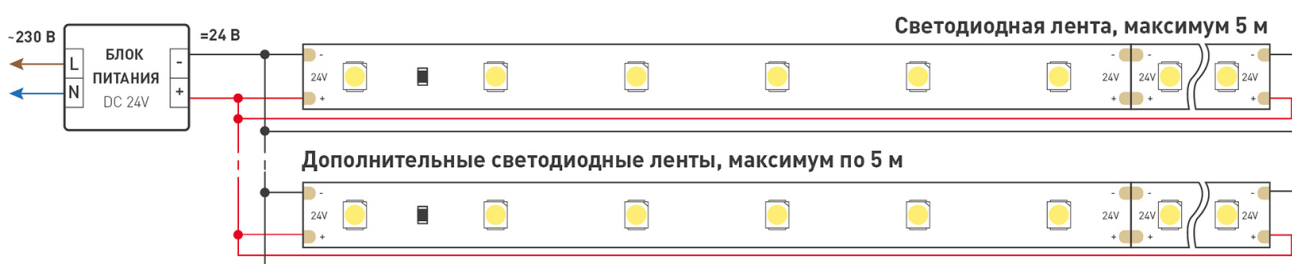 Светодиодная лента, максимум 5 м
~230 В
=24 В
БЛОК
ПИТАНИЯ
DC 24V
L
N
-
+
- - - -
24V 24V 24V 24V
+ + + +
Дополнительные светодиодные ленты, максимум по 5 м
- - - -
24V 24V 24V 24V
+ + + +